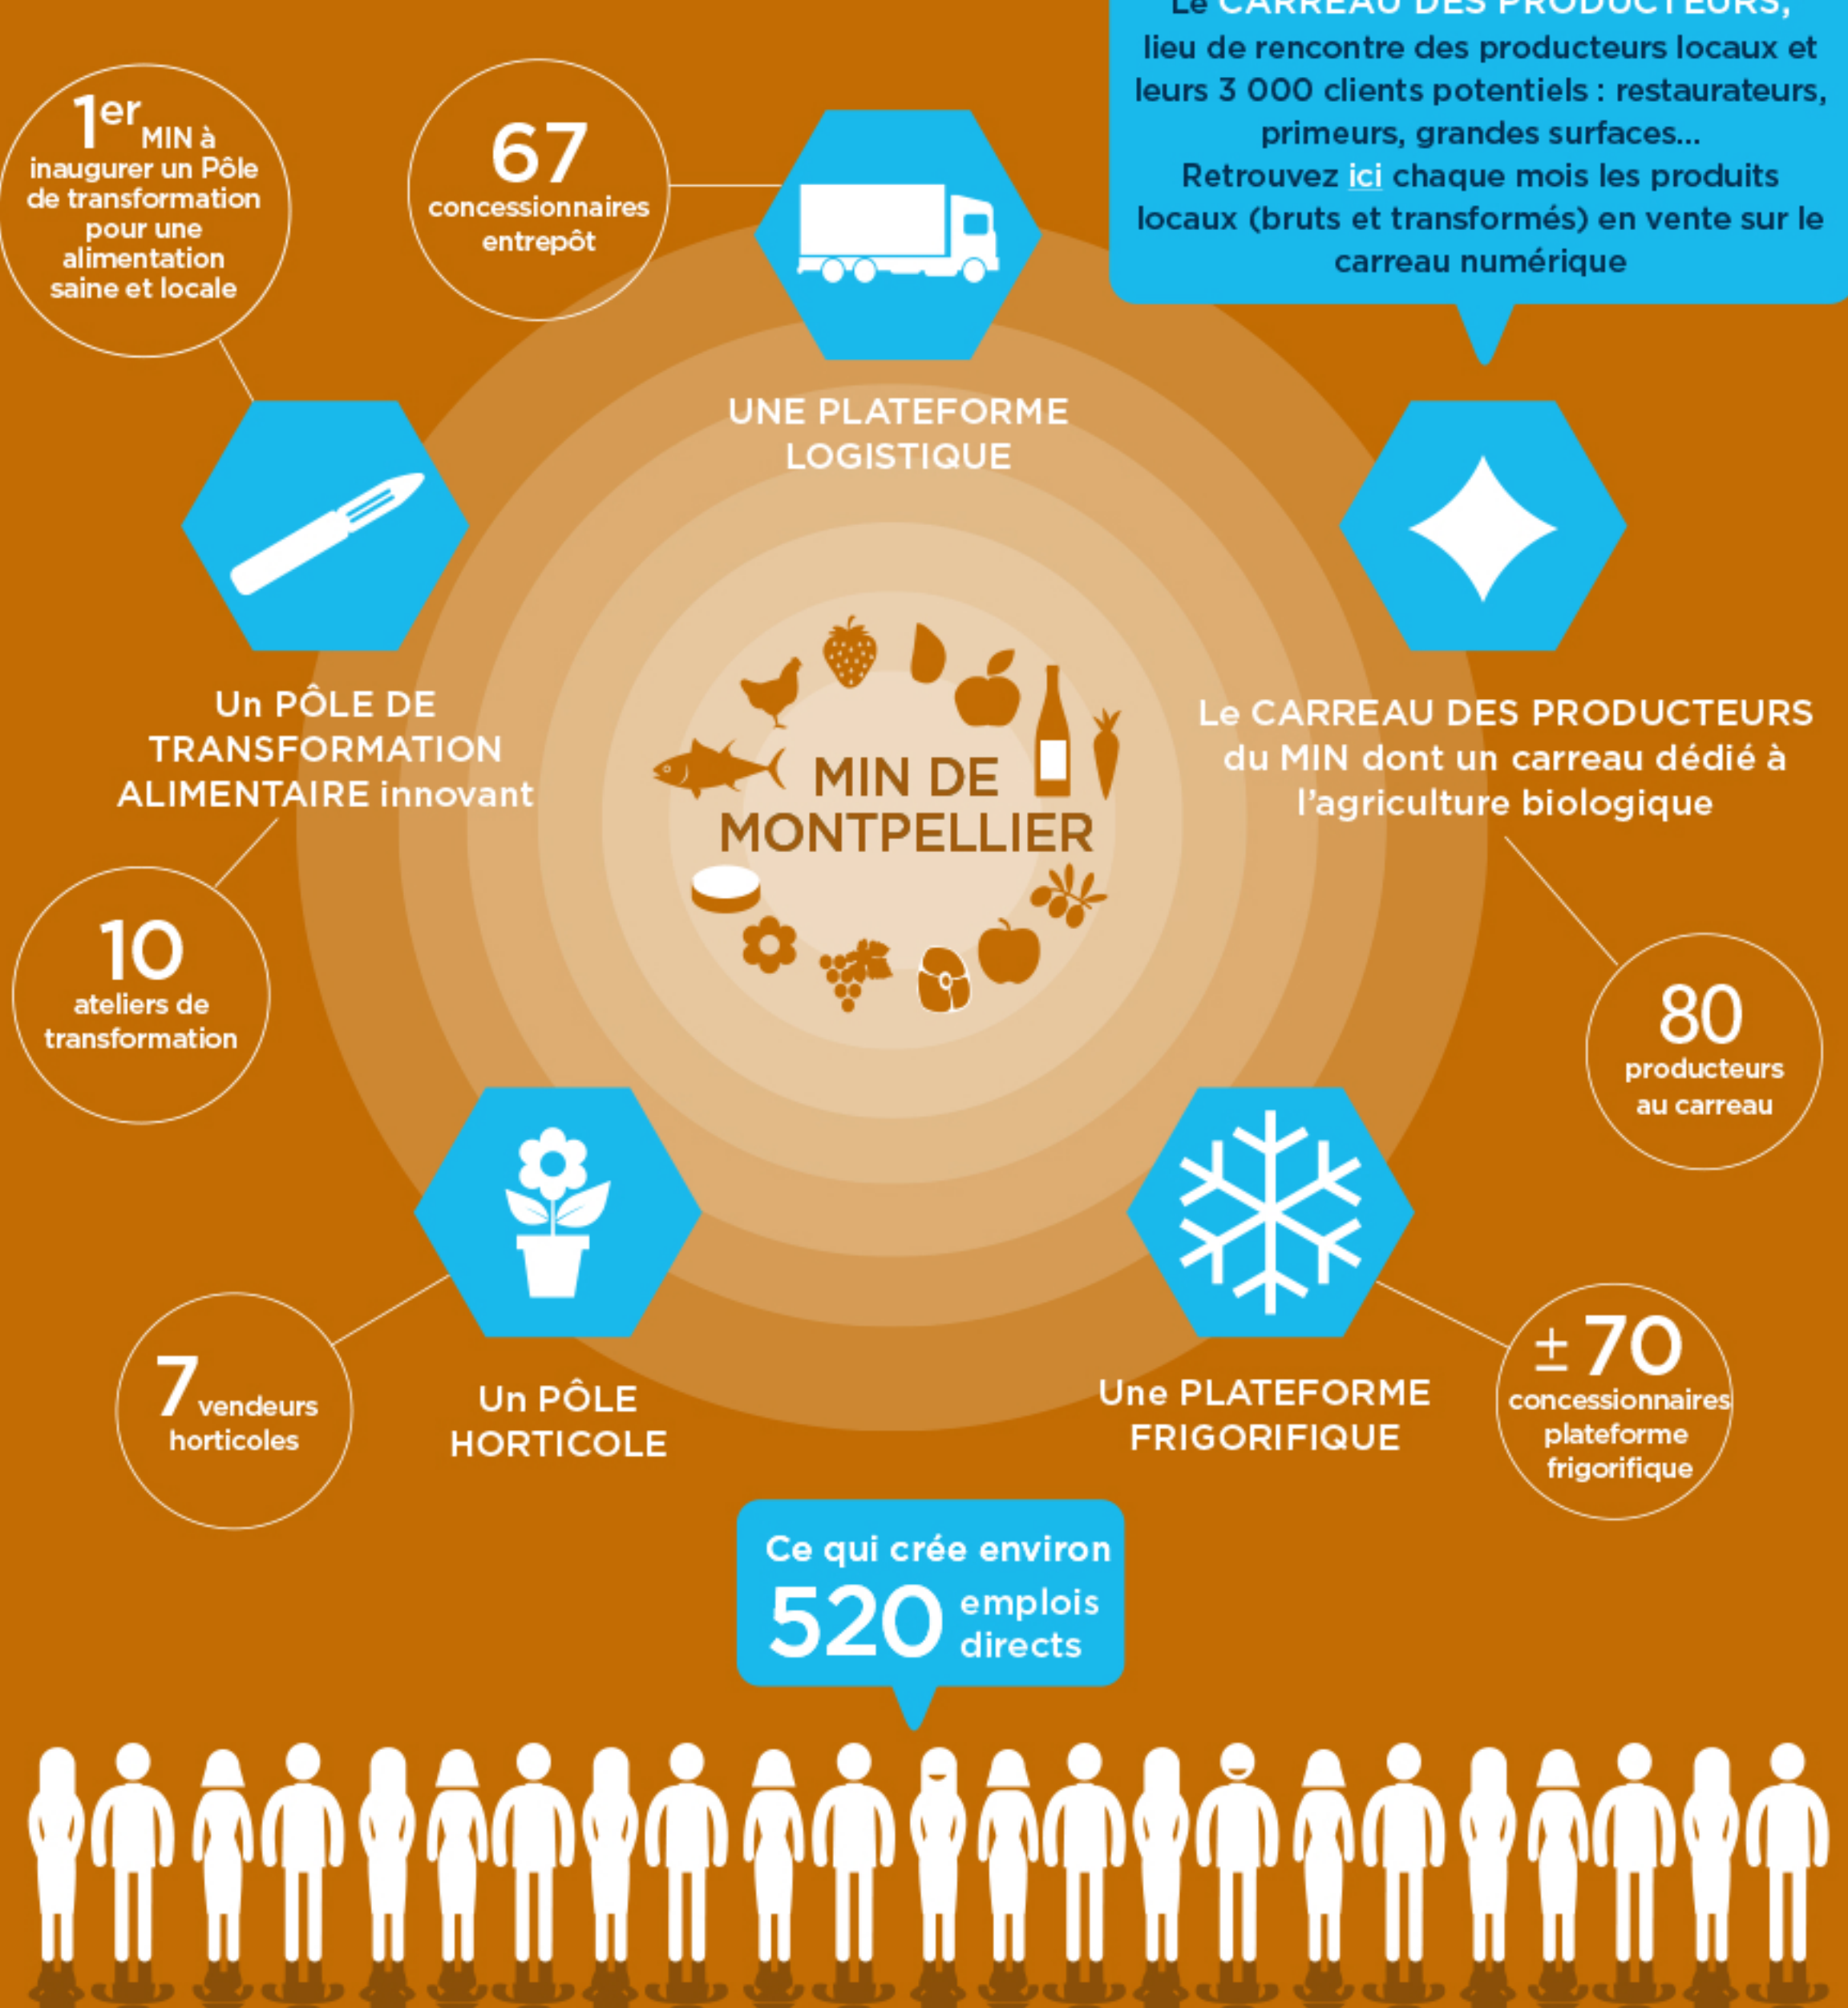 1er MIN à
inaugurer un Pôle
de transformation
pour une
alimentation
saine et locale
67
concessionnaires
entrepôt
Le CARREAU DES PRODUCTEURS,
lieu de rencontre des producteurs locaux et
leurs 3 000 clients potentiels : restaurateurs,
primeurs, grandes surfaces...
Retrouvez ici chaque mois les produits
locaux (bruts et transformés) en vente sur le
carreau numérique
UNE PLATEFORME
LOGISTIQUE
Un PÔLE DE
TRANSFORMATION
ALIMENTAIRE innovant
MIN DE
MONTPELLIER
Le CARREAU DES PRODUCTEURS
du MIN dont un carreau dédié à
l'agriculture biologique
10
ateliers de
transformation
80
producteurs
au carreau
7 vendeurs
horticoles
Un PÔLE
HORTICOLE
Une PLATEFORME
FRIGORIFIQUE
± 70
concessionnaires
plateforme
frigorifique
Ce qui crée environ
520 emplois
directs